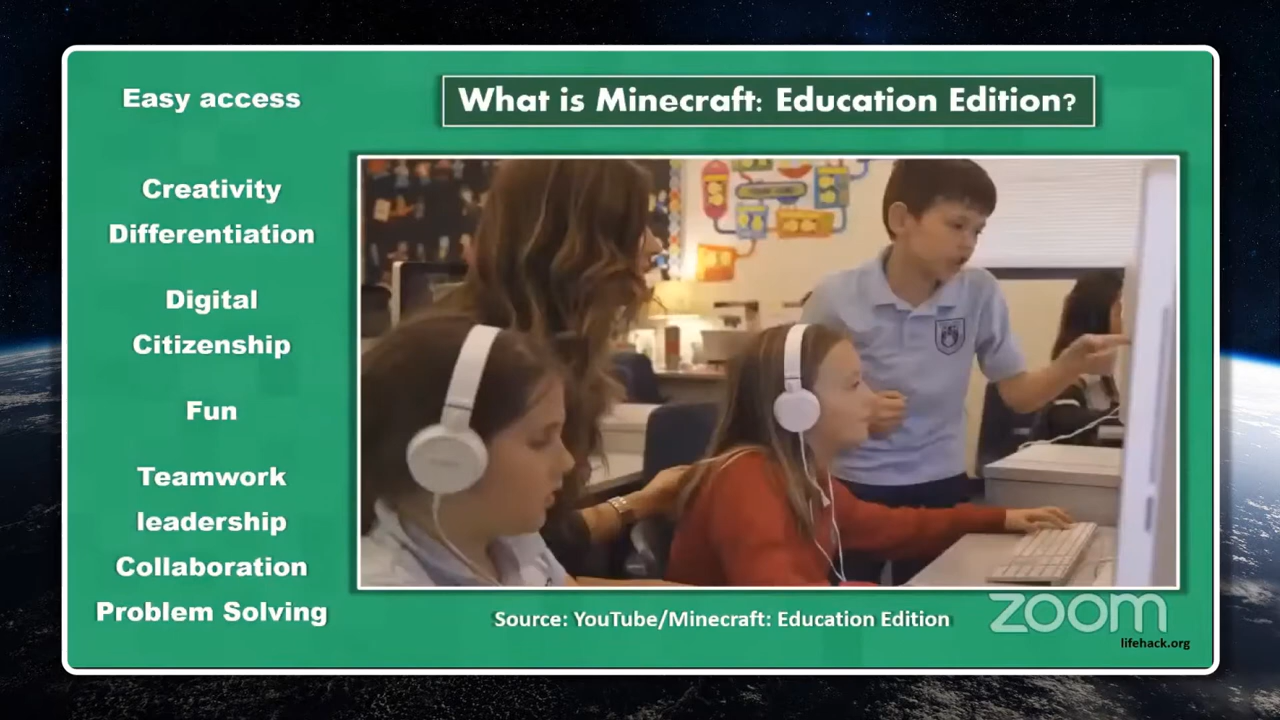 Easy access
What is Minecraft: Education Edition?
Creativity
Differentiation
Digital
Citizenship
Fun
Teamwork
leadership
Collaboration
Problem Solving
Source: YouTube/Minecraft: Education Edition
zoom
lifehack.org